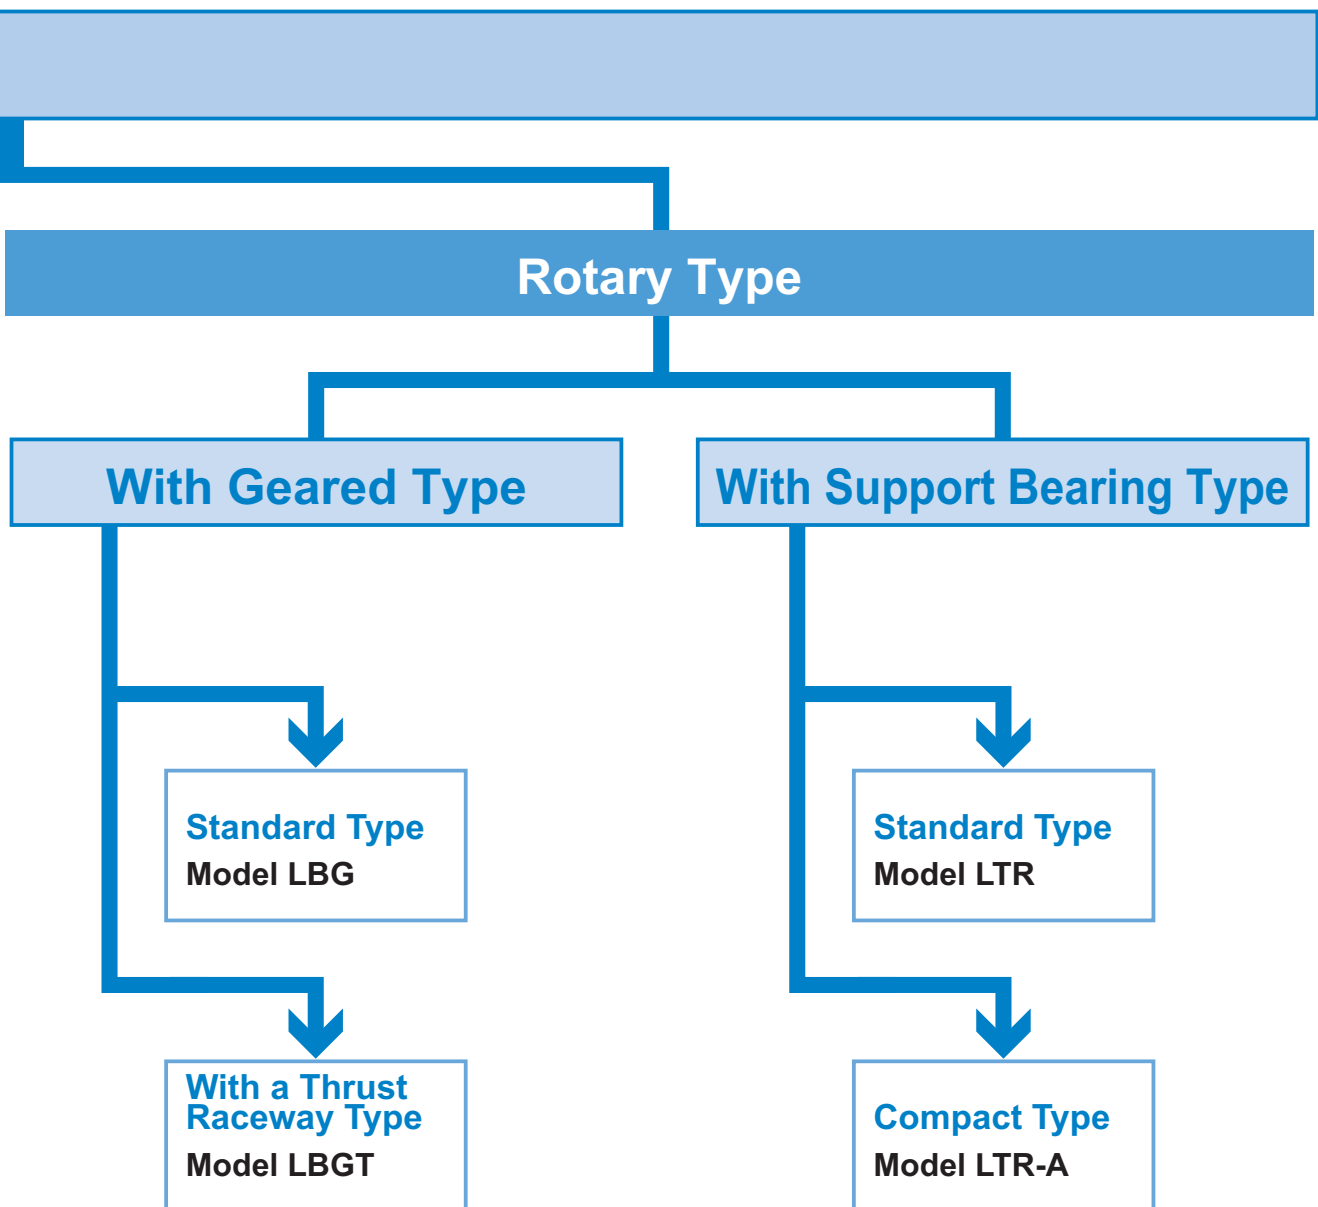 Rotary Type
With Geared Type
With Support Bearing Type
Standard Type
Model LBG
Standard Type
Model LTR
With a Thrust
Raceway Type
Model LBGT
Compact Type
Model LTR-A